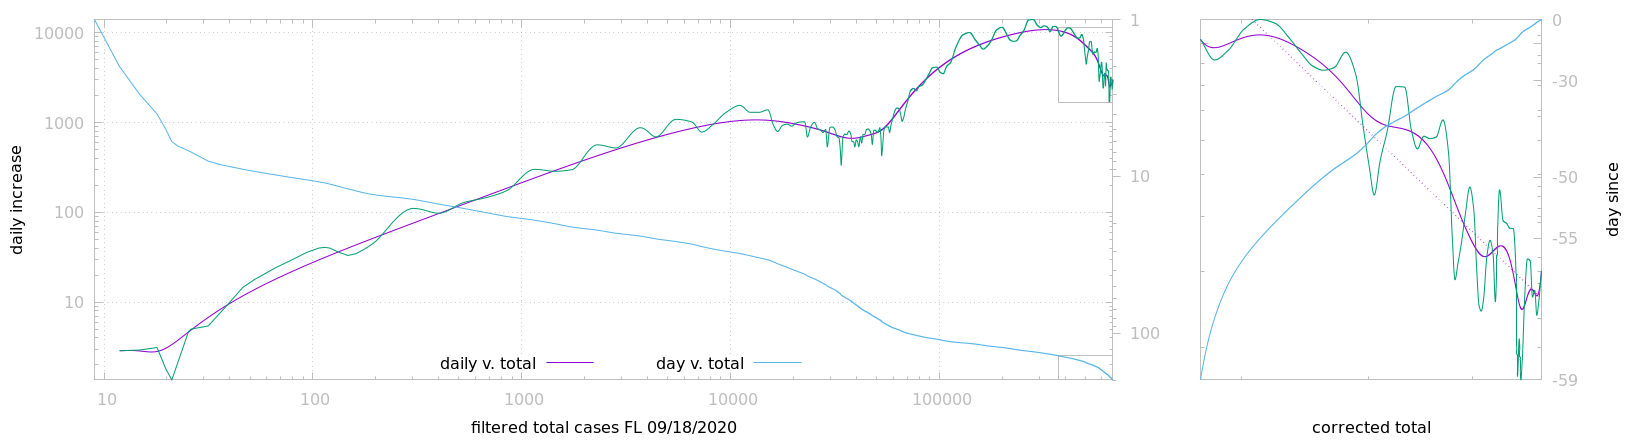 10000
1000
100
10
daily increase
1
10
100
daily v. total
day v. total
10
100
1000
10000
100000
filtered total cases FL 09/18/2020
0
-30
-50
-55
-59
day since
corrected total